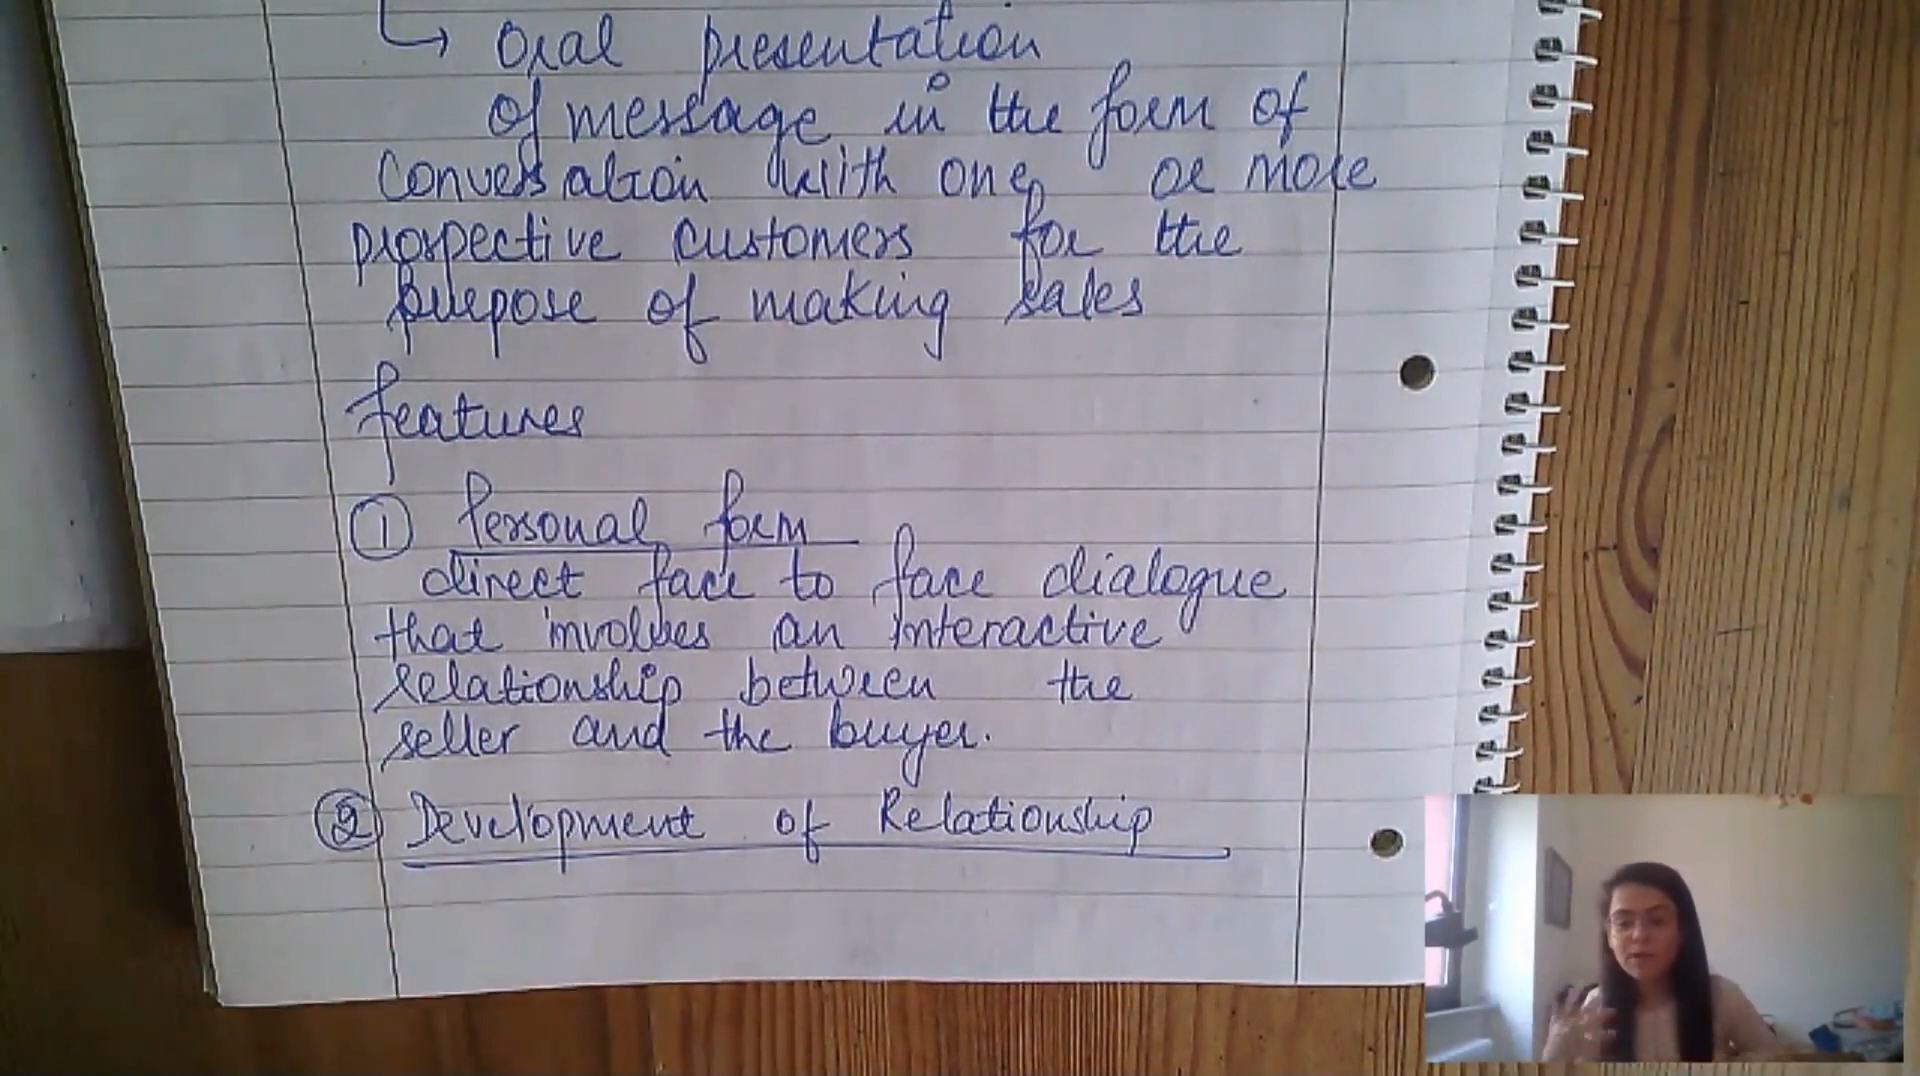 ↳ Oral presentation
of message in the form of
conversation with one or more
prospective customers for the
purpose of making sales
features
① Personal form
direct face to face dialogue
that involves an interactive
relationship between the
seller and the buyer.
② Development of Relationship